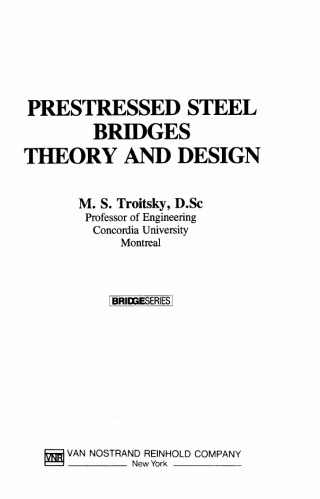 PRESTRESSED STEEL
BRIDGES
THEORY AND DESIGN
M. S. Troitsky, D.Sc
Professor of Engineering
Concordia University
Montreal
BRIDGESERIES
VNR VAN NOSTRAND REINHOLD COMPANY
New York